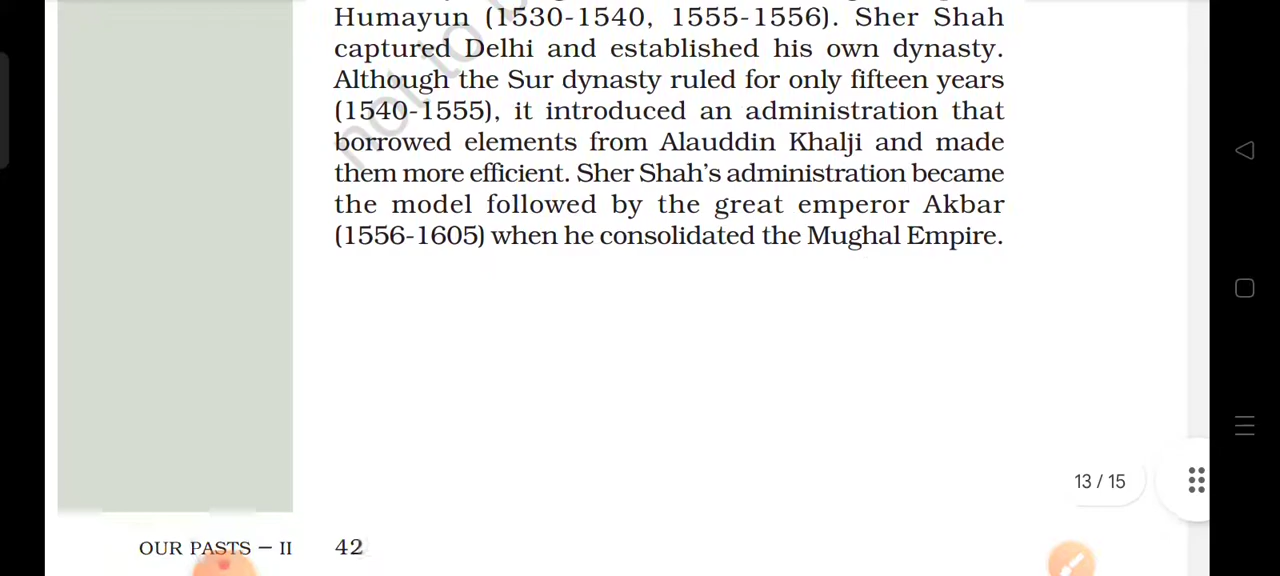 Humayun (1530-1540, 1555-1556). Sher Shah
captured Delhi and established his own dynasty.
Although the Sur dynasty ruled for only fifteen years
(1540-1555), it introduced an administration that
borrowed elements from Alauddin Khalji and made
them more efficient. Sher Shah's administration became
the model followed by the great emperor Akbar
(1556-1605) when he consolidated the Mughal Empire.
not to
13 / 15
OUR PASTS – II 42